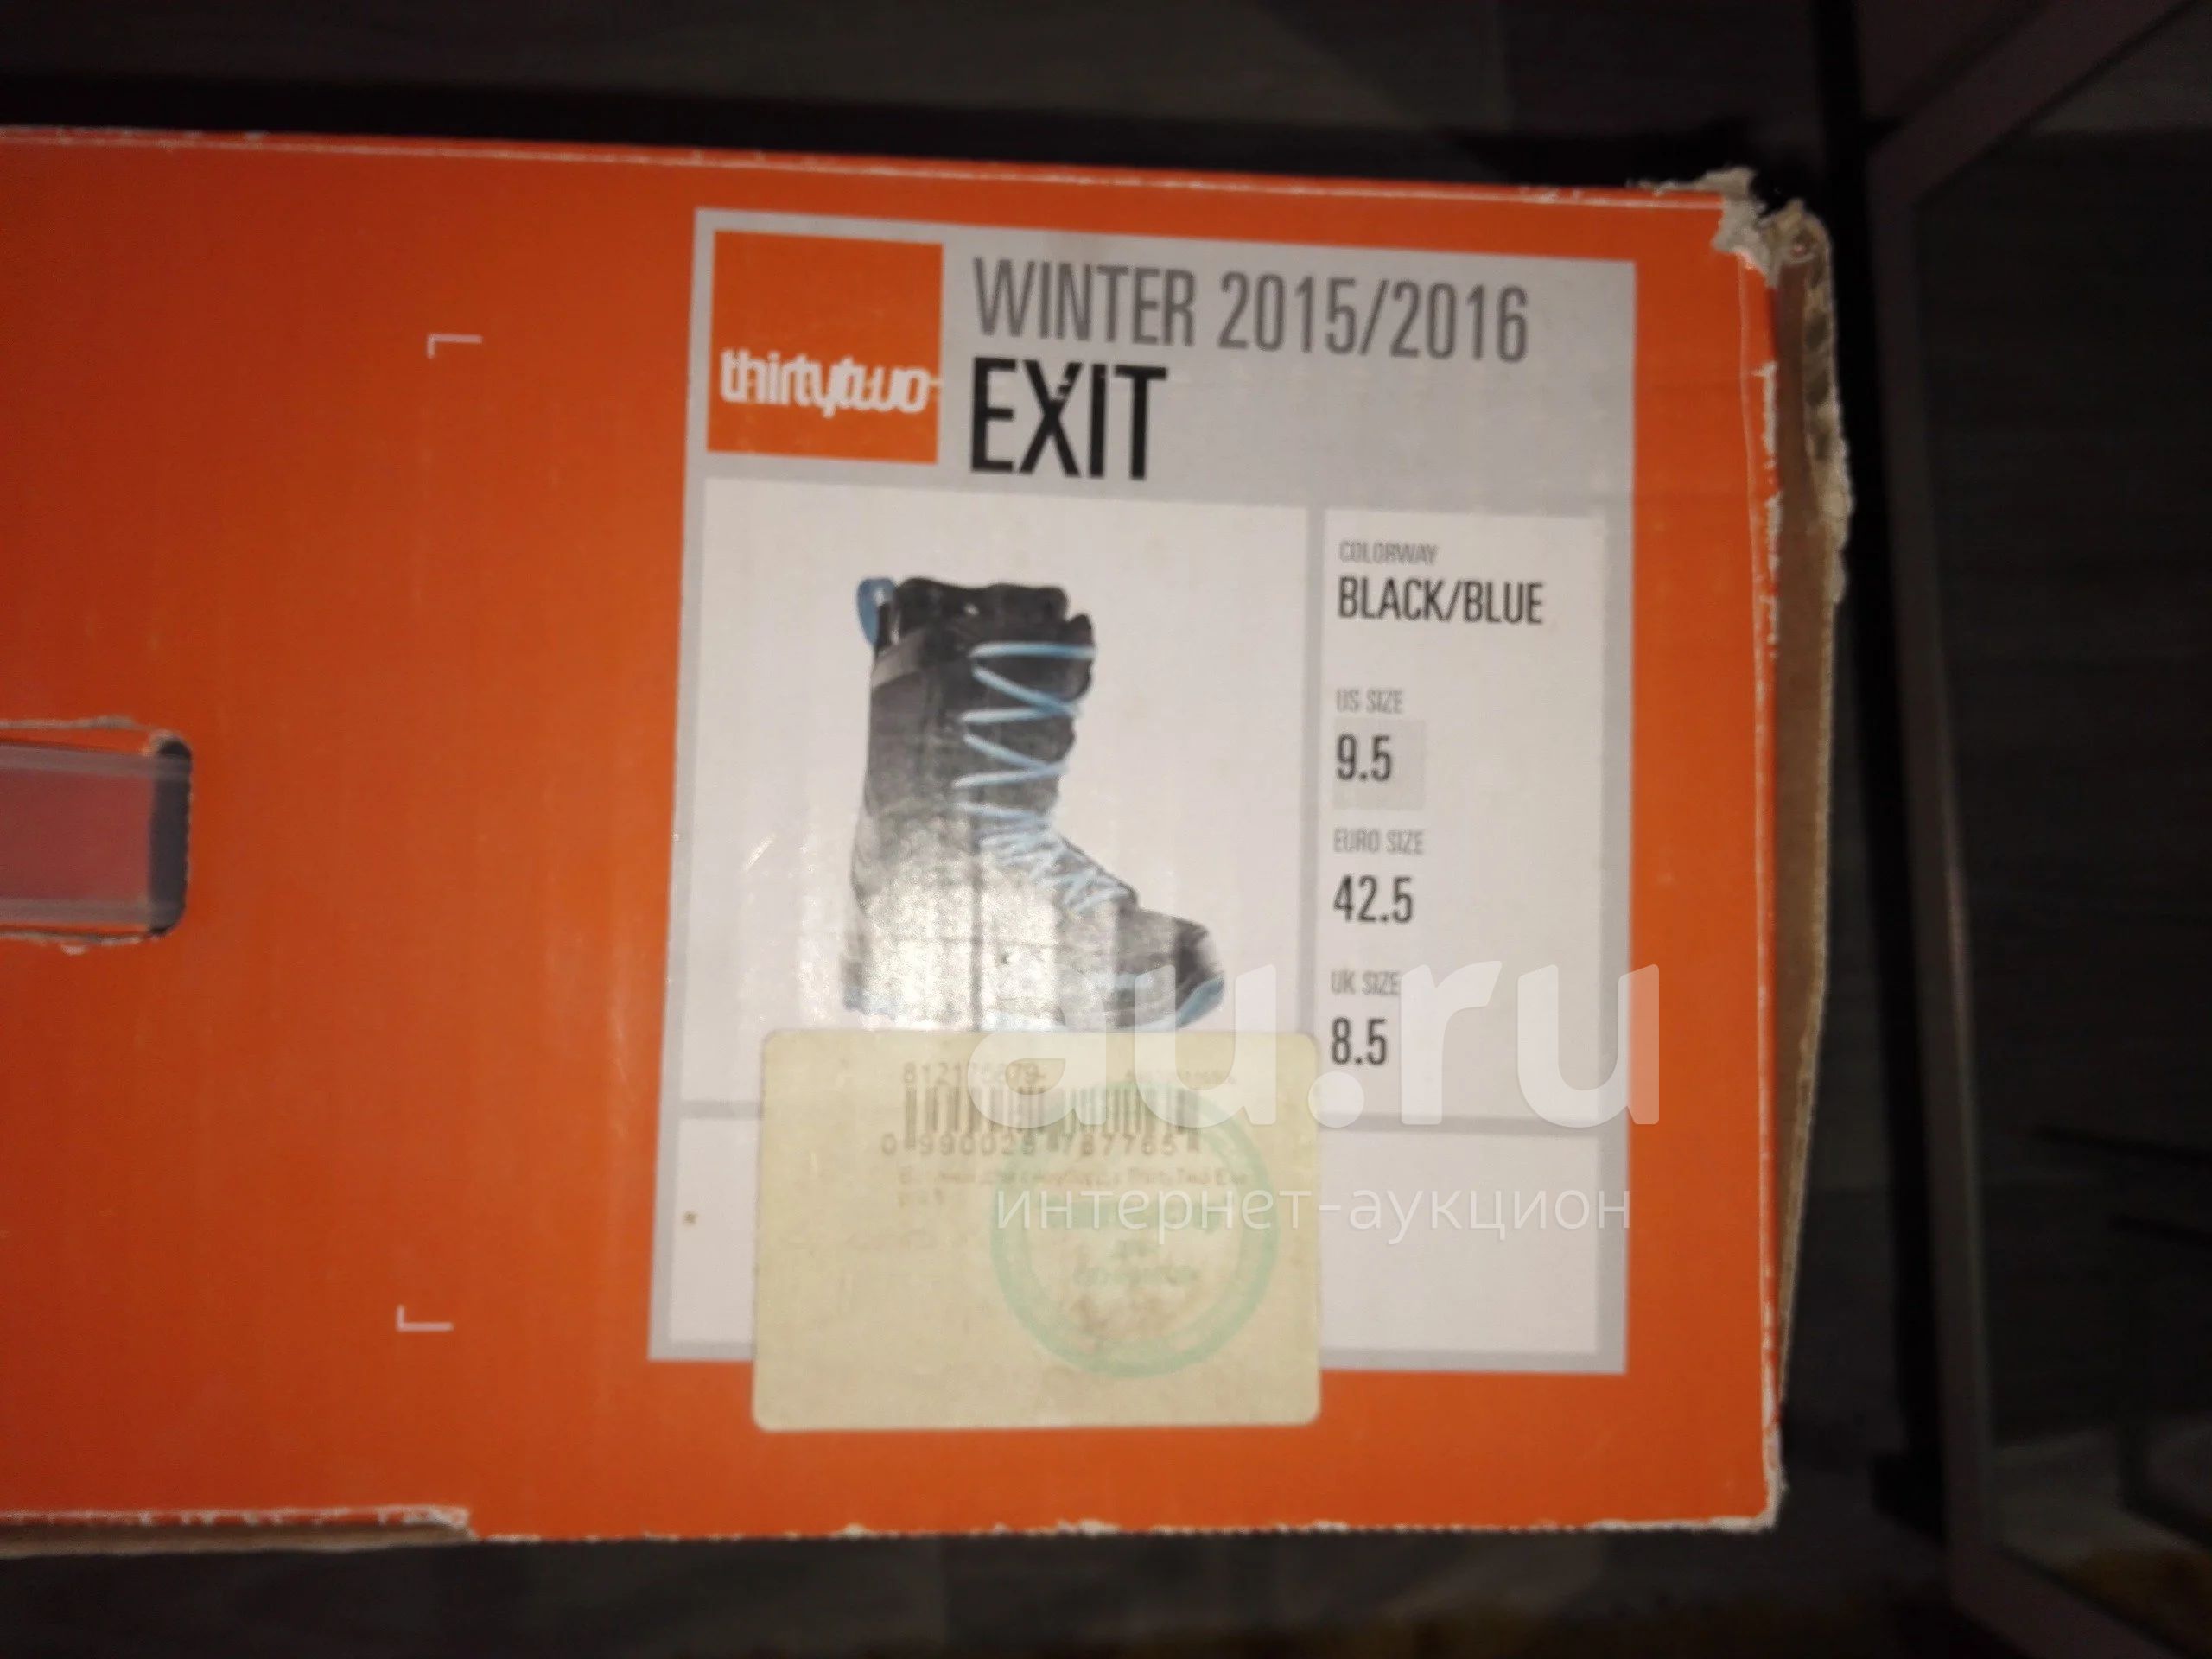 thirtytwo
WINTER 2015/2016
EXIT
COLORWAY
BLACK/BLUE
US SIZE
9.5
EURO SIZE
42.5
UK SIZE
8.5
au.ru
интернет-аукцион